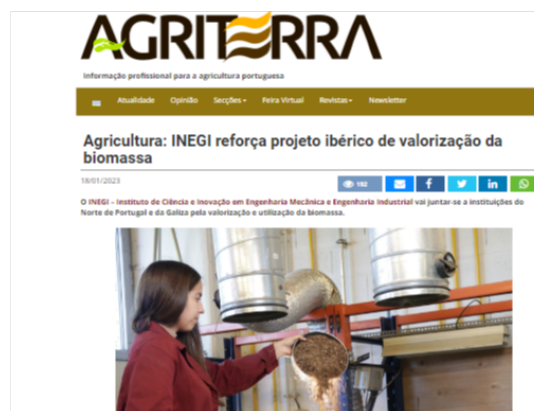 AGRITERRA
Informação profissional para a agricultura portuguesa
Atualidade Opinião Secções Feira Virtual Revistas Newsletter
Agricultura: INEGI reforça projeto ibérico de valorização da
biomassa
18/01/2023
192
O INEGI – Instituto de Ciência e Inovação em Engenharia Mecânica e Engenharia Industrial vai juntar-se a instituições do
Norte de Portugal e da Galiza pela valorização e utilização da biomassa.